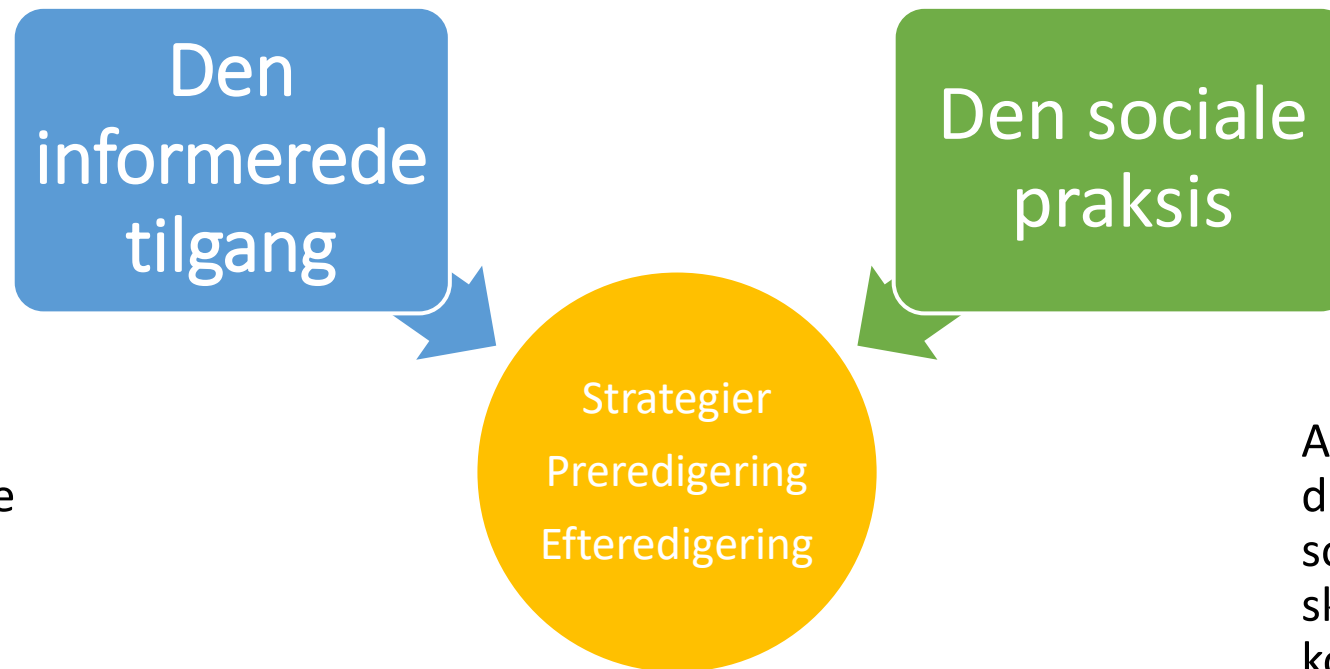 Den
informerede
tilgang
Den sociale
praksis
Strategier
Preredigering
Efteredigering